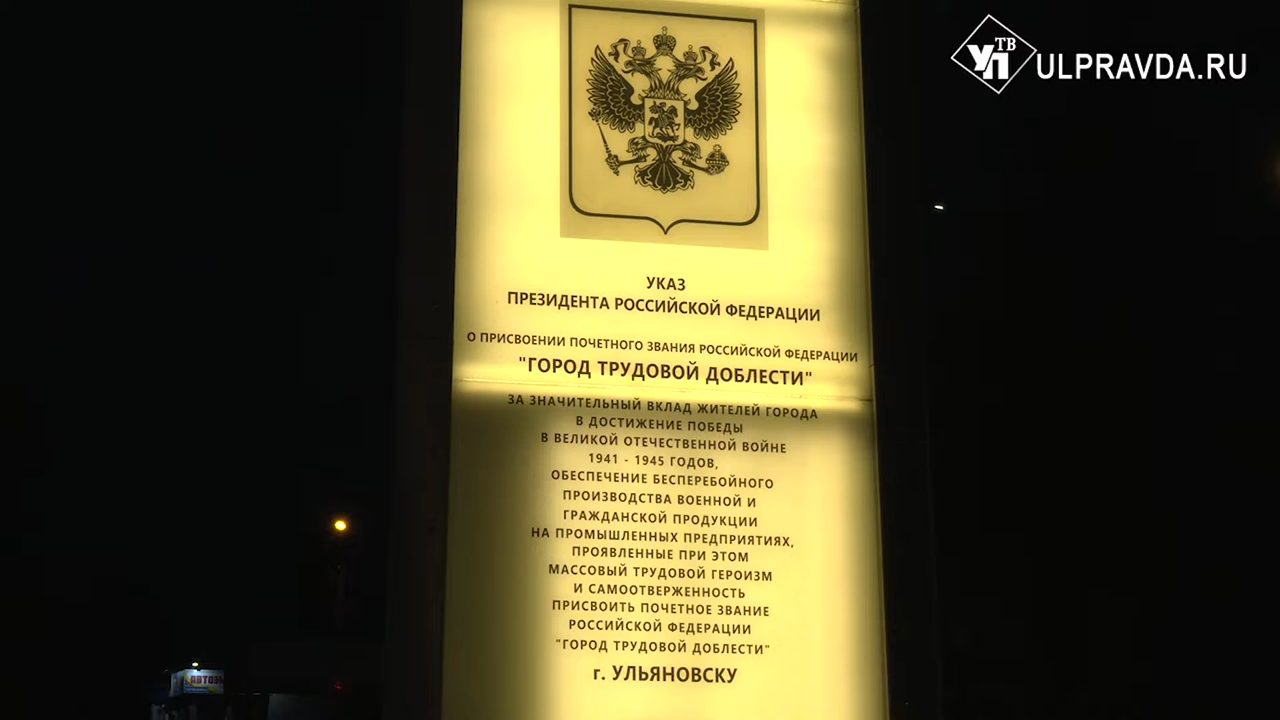 УП ТВ
ULPRAVDA.RU
УКАЗ
ПРЕЗИДЕНТА РОССИЙСКОЙ ФЕДЕРАЦИИ
О ПРИСВОЕНИИ ПОЧЕТНОГО ЗВАНИЯ РОССИЙСКОЙ ФЕДЕРАЦИИ
"ГОРОД ТРУДОВОЙ ДОБЛЕСТИ"
ЗА ЗНАЧИТЕЛЬНЫЙ ВКЛАД ЖИТЕЛЕЙ ГОРОДА
В ДОСТИЖЕНИЕ ПОБЕДЫ
В ВЕЛИКОЙ ОТЕЧЕСТВЕННОЙ ВОЙНЕ
1941 - 1945 ГОДОВ,
ОБЕСПЕЧЕНИЕ БЕСПЕРЕБОЙНОГО
ПРОИЗВОДСТВА ВОЕННОЙ И
ГРАЖДАНСКОЙ ПРОДУКЦИИ
НА ПРОМЫШЛЕННЫХ ПРЕДПРИЯТИЯХ,
ПРОЯВЛЕННЫЕ ПРИ ЭТОМ
МАССОВЫЙ ТРУДОВОЙ ГЕРОИЗМ
И САМООТВЕРЖЕННОСТЬ
ПРИСВОИТЬ ПОЧЕТНОЕ ЗВАНИЕ
РОССИЙСКОЙ ФЕДЕРАЦИИ
"ГОРОД ТРУДОВОЙ ДОБЛЕСТИ"
г. УЛЬЯНОВСКУ